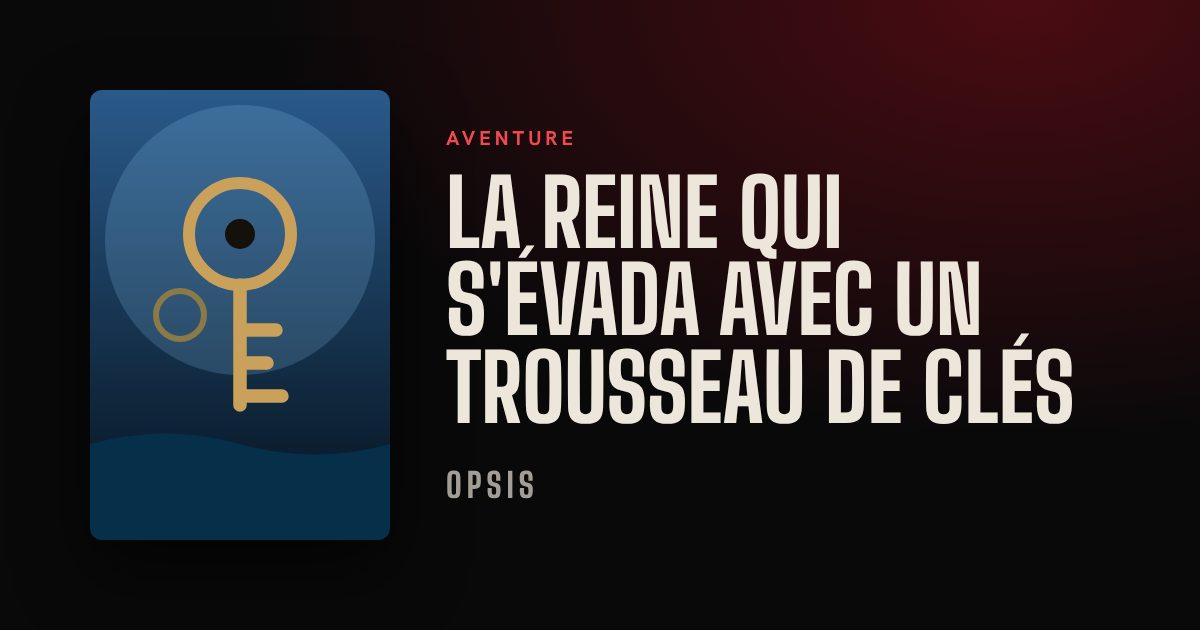 AVENTURE
LA REINE QUI
S'ÉVADA AVEC UN
TROUSSEAU DE CLÉS
OPSIS